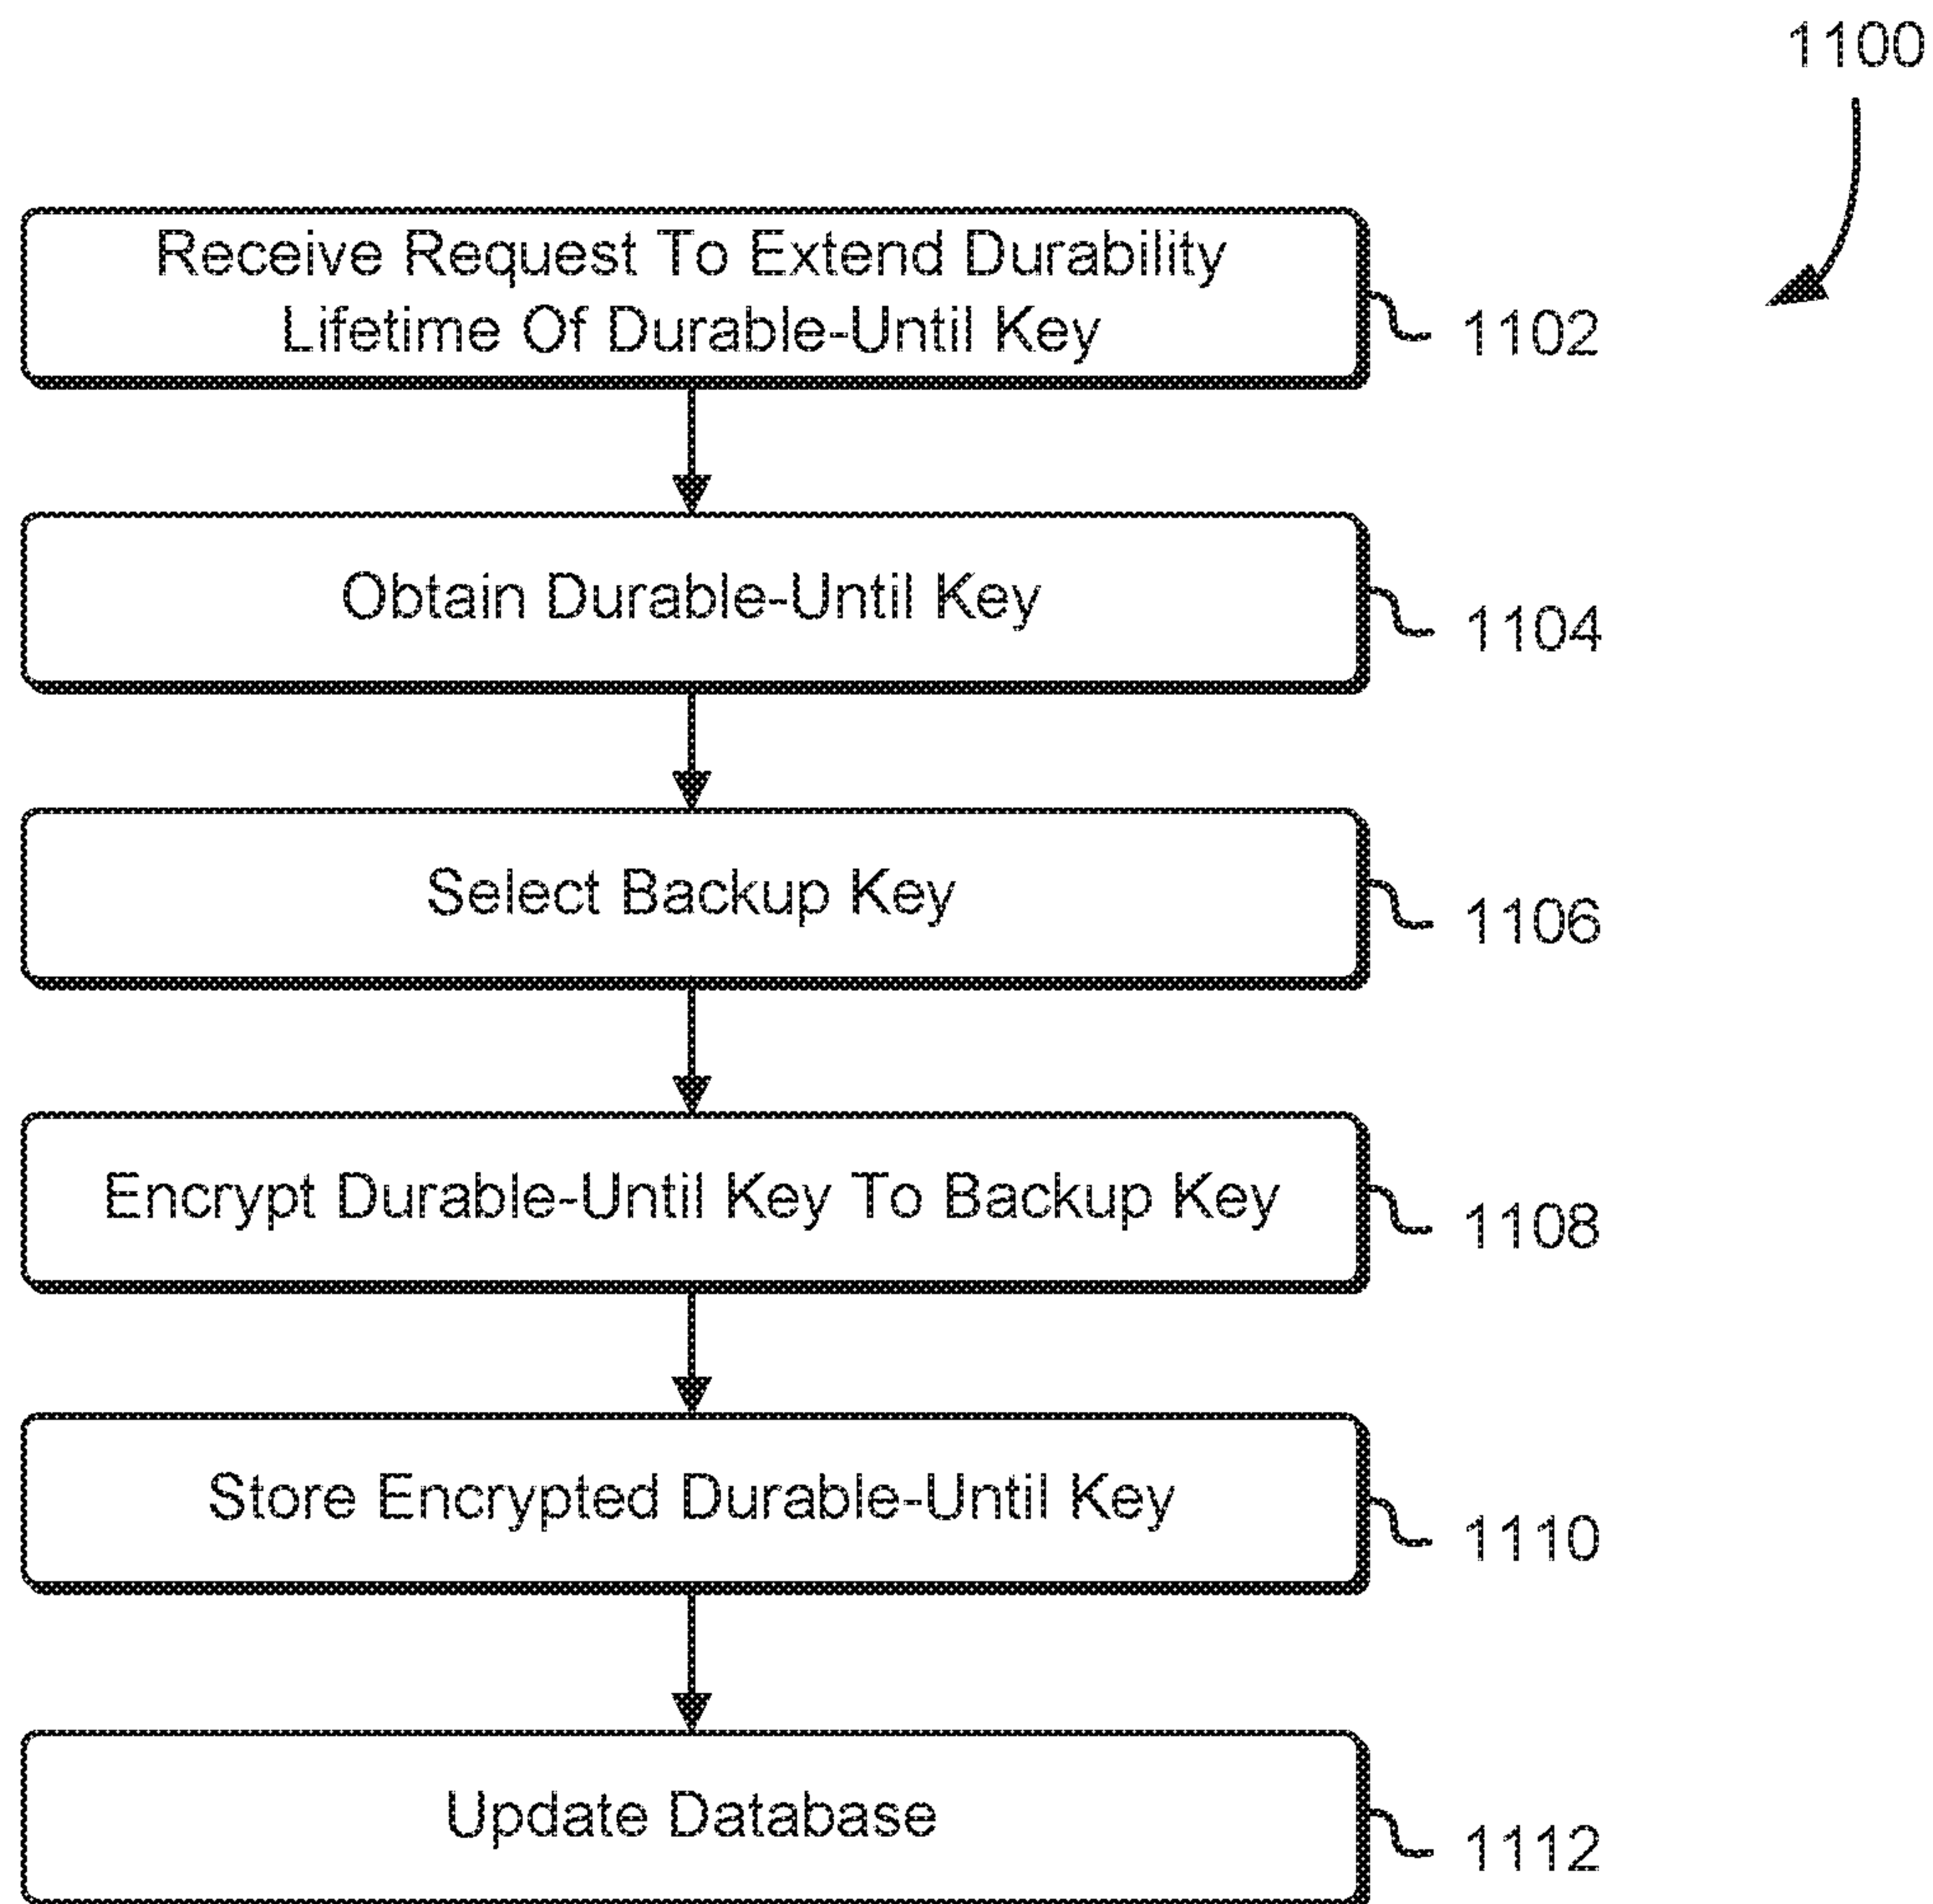 1100
Receive Request To Extend Durability
Lifetime Of Durable-Until Key
1102
Obtain Durable-Until Key
1104
Select Backup Key
1106
Encrypt Durable-Until Key To Backup Key
1108
Store Encrypted Durable-Until Key
1110
Update Database
1112